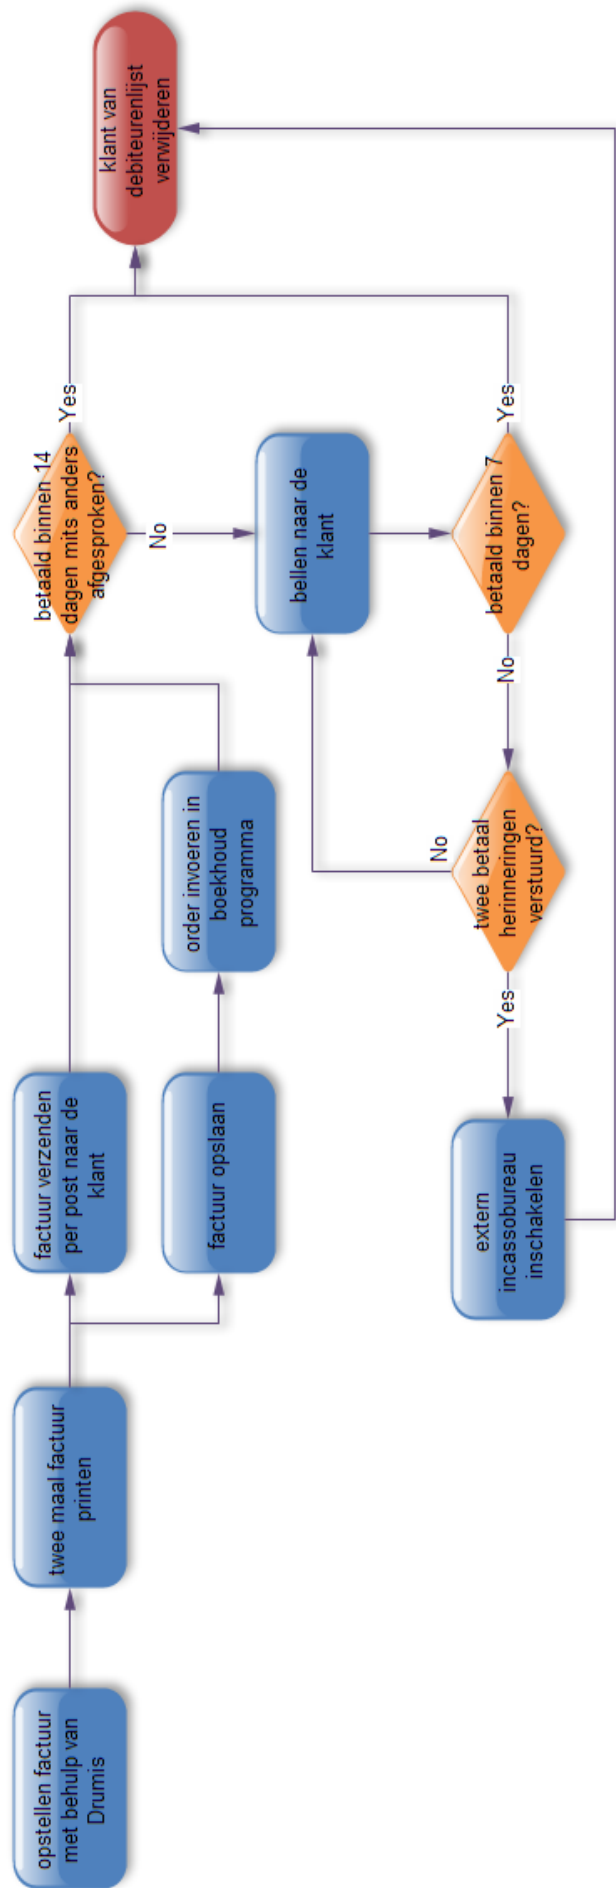 opstellen factuur
met behulp van
Drumis
twee maal factuur
printen
factuur verzenden
per post naar de
klant
factuur opslaan
order invoeren in
boekhoud
programma
betaald binnen 14
dagen mits anders
afgesproken?
Yes
No
klant van
debiteurenlijst
verwijderen
bellen naar de
klant
betaald binnen 7
dagen?
Yes
No
twee betaal
herinneringen
verstuurd?
No
Yes
extern
incassobureau
inschakelen